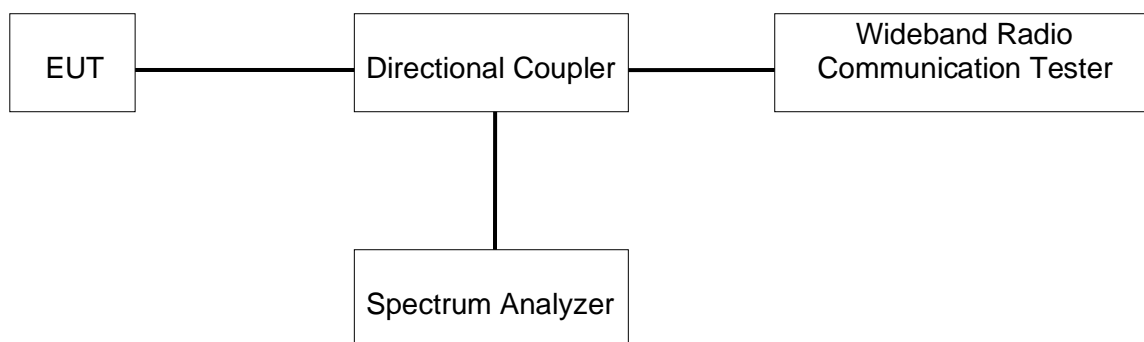 EUT
Directional Coupler
Wideband Radio
Communication Tester
Spectrum Analyzer